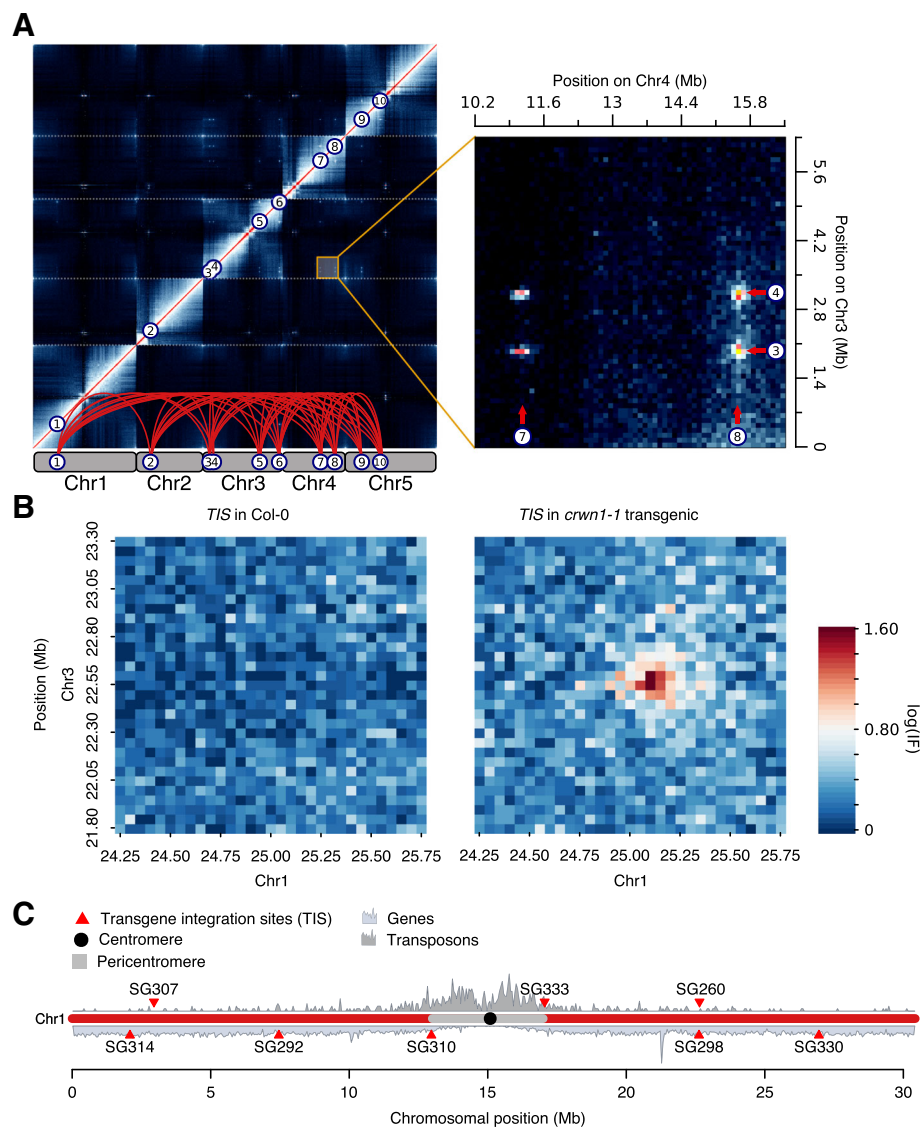 A
1
2
3
4
5
6
7
8
9
10
1
2
3
4
5
6
7
8
9
10
Chr1
Chr2
Chr3
Chr4
Chr5
Position on Chr4 (Mb)
10.2
11.6
13
14.4
15.8
4
3
7
8
5.6
4.2
2.8
1.4
0
Position on Chr3 (Mb)
B
TIS in Col-0
TIS in crwn1-1 transgenic
Position (Mb)
Chr3
23.30
23.05
22.80
22.55
22.30
22.05
21.80
24.25 24.50 24.75 25.00 25.25 25.50 25.75
Chr1
24.25 24.50 24.75 25.00 25.25 25.50 25.75
Chr1
1.60
0.80
0
log(IF)
C
Transgene integration sites (TIS)
Centromere
Pericentromere
Genes
Transposons
SG307
SG333
SG260
Chr1
SG314
SG292
SG310
SG298
SG330
0 5 10 15 20 25 30
Chromosomal position (Mb)